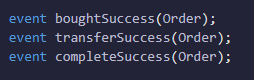 event boughtSuccess(Order);
event transferSuccess(Order);
event completeSuccess(Order);